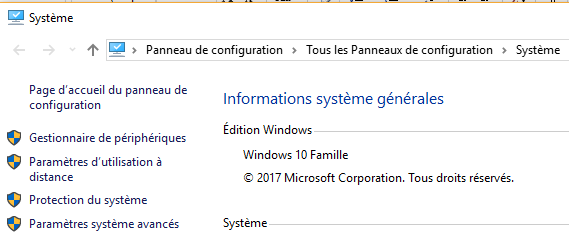 Système
Panneau de configuration > Tous les Panneaux de configuration > Système
Page d'accueil du panneau de
configuration
Gestionnaire de périphériques
Paramètres d'utilisation à
distance
Protection du système
Paramètres système avancés
Informations système générales
Édition Windows
Windows 10 Famille
© 2017 Microsoft Corporation. Tous droits réservés.
Système